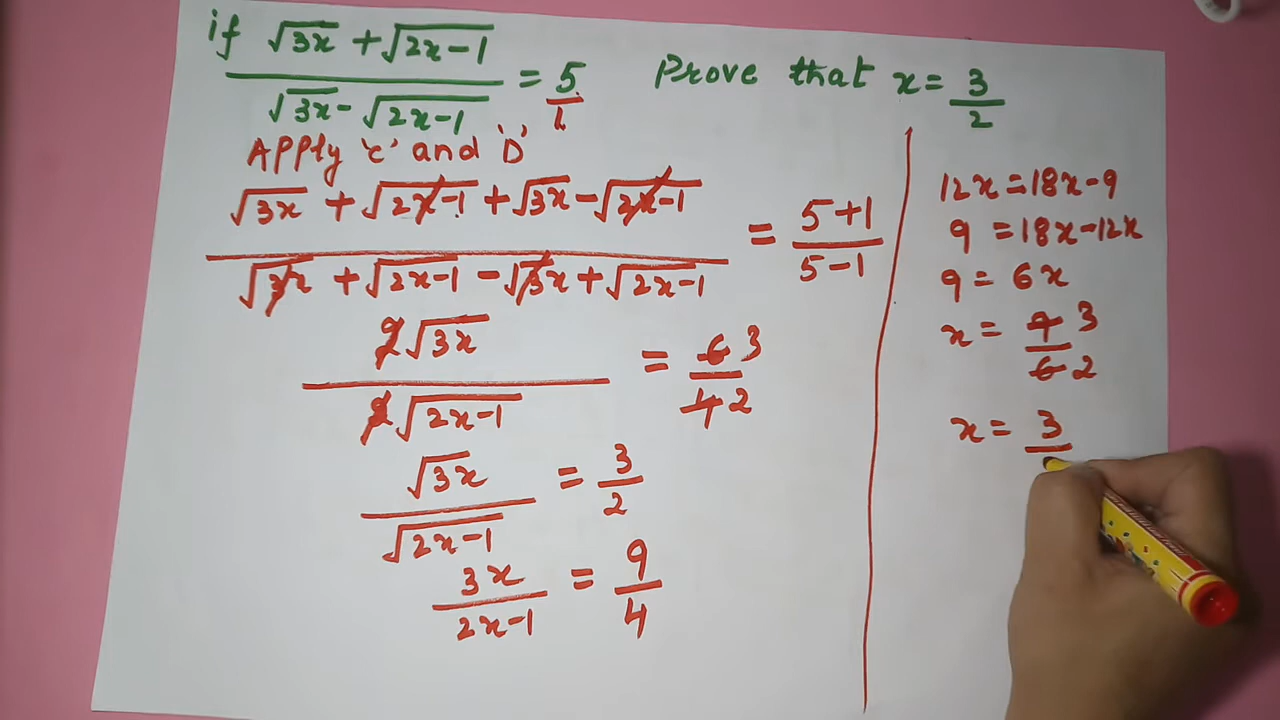 if √3x + √2x-1 / √3x - √2x-1 = 5/1 Prove that x = 3/2
Apply 'C' and 'D'
√3x + √2x-1 + √3x - √2x-1 / √3x + √2x-1 - √3x + √2x-1 = 5+1 / 5-1
2√3x / 2√2x-1 = 6 3 / 4 2
√3x / √2x-1 = 3/2
3x / 2x-1 = 9/4
12x = 18x-9
9 = 18x-12x
9 = 6x
x = 9 3 / 6 2
x = 3